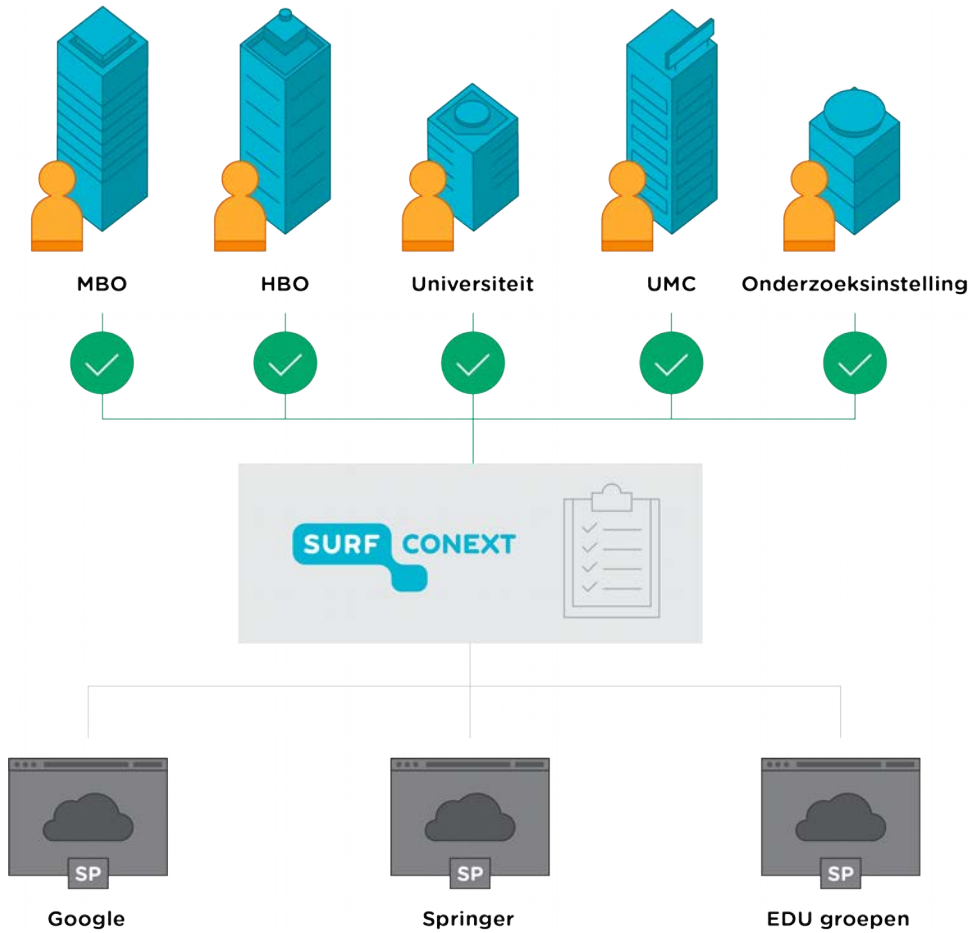 MBO
HBO
Universiteit
UMC
Onderzoeksinstelling
SURF CONEXT
SP
SP
SP
Google
Springer
EDU groepen